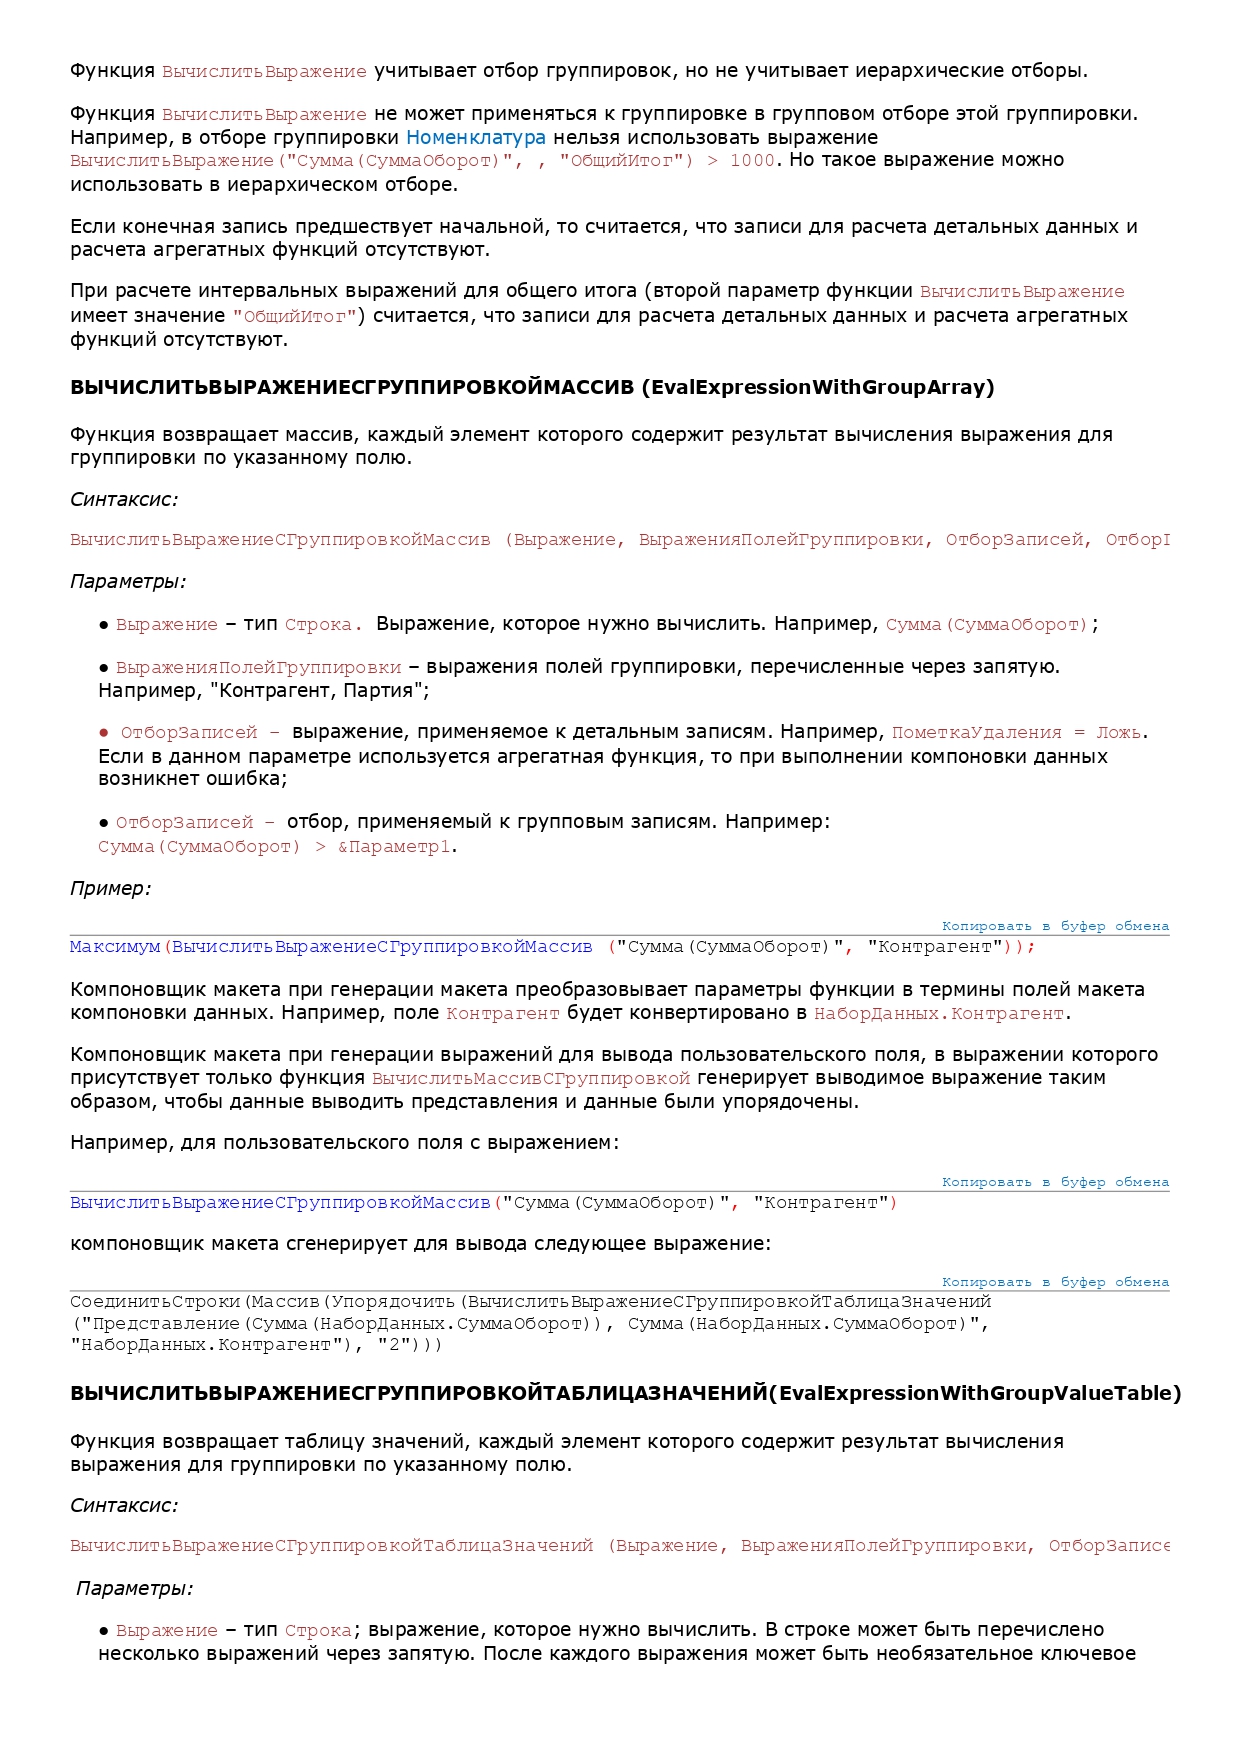 Функция ВычислитьВыражение учитывает отбор группировок, но не учитывает иерархические отборы.
Функция ВычислитьВыражение не может применяться к группировке в групповом отборе этой группировки.
Например, в отборе группировки Номенклатура нельзя использовать выражение
ВычислитьВыражение("Сумма(СуммаОборот)", , "ОбщийИтог") > 1000. Но такое выражение можно
использовать в иерархическом отборе.
Если конечная запись предшествует начальной, то считается, что записи для расчета детальных данных и
расчета агрегатных функций отсутствуют.
При расчете интервальных выражений для общего итога (второй параметр функции ВычислитьВыражение
имеет значение "ОбщийИтог") считается, что записи для расчета детальных данных и расчета агрегатных
функций отсутствуют.
ВЫЧИСЛИТЬВЫРАЖЕНИЕСГРУППИРОВКОЙМАССИВ (EvalExpressionWithGroupArray)
Функция возвращает массив, каждый элемент которого содержит результат вычисления выражения для
группировки по указанному полю.
Синтаксис:
ВычислитьВыражениеСГруппировкойМассив (Выражение, ВыраженияПолейГруппировки, ОтборЗаписей, Отбор
Параметры:
● Выражение – тип Строка. Выражение, которое нужно вычислить. Например, Сумма(СуммаОборот);
● ВыраженияПолейГруппировки – выражения полей группировки, перечисленные через запятую.
Например, "Контрагент, Партия";
● ОтборЗаписей – выражение, применяемое к детальным записям. Например, ПометкаУдаления = Ложь.
Если в данном параметре используется агрегатная функция, то при выполнении компоновки данных
возникнет ошибка;
● ОтборЗаписей – отбор, применяемый к групповым записям. Например:
Сумма(СуммаОборот) > &Параметр1.
Пример:
Копировать в буфер обмена
Максимум(ВычислитьВыражениеСГруппировкойМассив ("Сумма(СуммаОборот)", "Контрагент"));
Компоновщик макета при генерации макета преобразовывает параметры функции в термины полей макета
компоновки данных. Например, поле Контрагент будет конвертировано в НаборДанных.Контрагент.
Компоновщик макета при генерации выражений для вывода пользовательского поля, в выражении которого
присутствует только функция ВычислитьМассивСГруппировкой генерирует выводимое выражение таким
образом, чтобы данные выводить представления и данные были упорядочены.
Например, для пользовательского поля с выражением:
Копировать в буфер обмена
ВычислитьВыражениеСГруппировкойМассив("Сумма(СуммаОборот)", "Контрагент")
компоновщик макета сгенерирует для вывода следующее выражение:
Копировать в буфер обмена
СоединитьСтроки(Массив(Упорядочить(ВычислитьВыражениеСГруппировкойТаблицаЗначений
("Представление(Сумма(НаборДанных.СуммаОборот)), Сумма(НаборДанных.СуммаОборот)",
"НаборДанных.Контрагент"), "2")))
ВЫЧИСЛИТЬВЫРАЖЕНИЕСГРУППИРОВКОЙТАБЛИЦАЗНАЧЕНИЙ(EvalExpressionWithGroupValueTable)
Функция возвращает таблицу значений, каждый элемент которого содержит результат вычисления
выражения для группировки по указанному полю.
Синтаксис:
ВычислитьВыражениеСГруппировкойТаблицаЗначений (Выражение, ВыраженияПолейГруппировки, ОтборЗаписе
Параметры:
● Выражение – тип Строка; выражение, которое нужно вычислить. В строке может быть перечислено
несколько выражений через запятую. После каждого выражения может быть необязательное ключевое